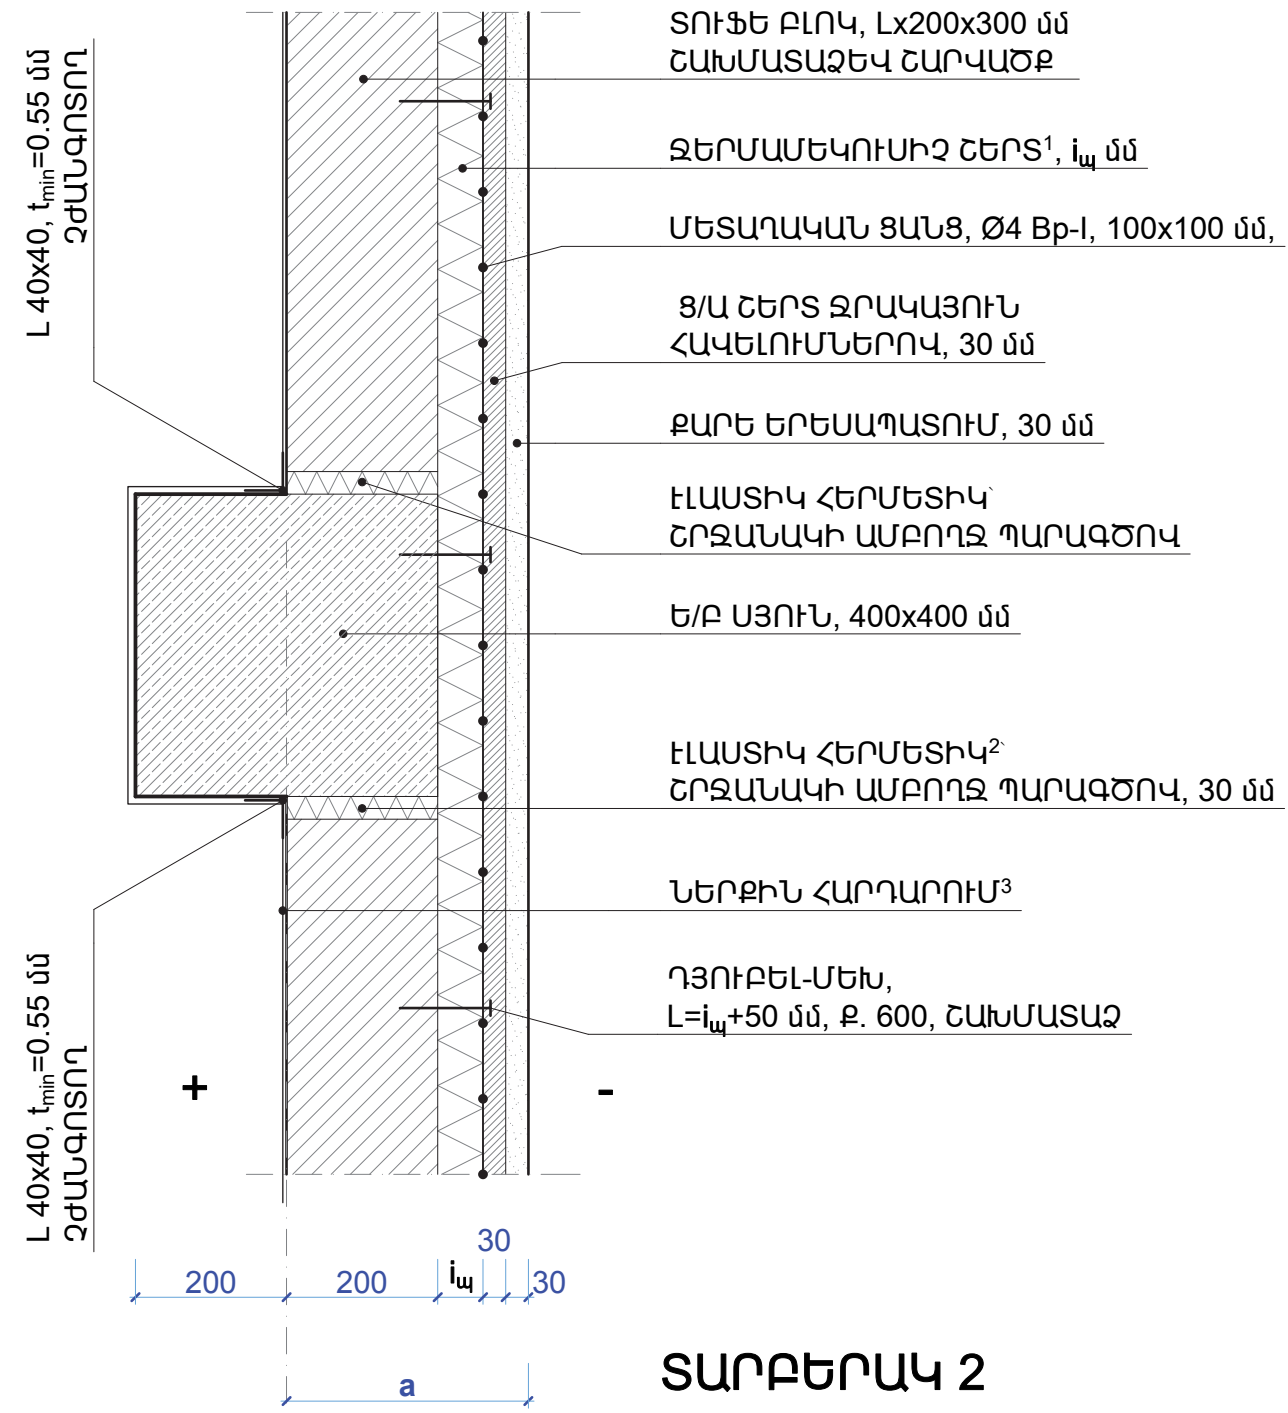 ՏՈՒՖԵ ԲԼՈԿ, Lx200x300 մմ
ՇԱԽՄԱՏԱՁԵՎ ՇԱՐՎԱԾՔ
ՋԵՐՄԱՄԵԿՈՒՍԻՉ ՇԵՐՏ¹, iպ մմ
ՄԵՏԱՂԱԿԱՆ ՑԱՆՑ, Ø4 Bp-I, 100x100 մմ,
Ց/Ա ՇԵՐՏ ՋՐԱԿԱՅՈՒՆ
ՀԱՎԵԼՈՒՄՆԵՐՈՎ, 30 մմ
ՔԱՐԵ ԵՐԵՍԱՊԱՏՈՒՄ, 30 մմ
ԷԼԱՍՏԻԿ ՀԵՐՄԵՏԻԿ՝
ՇՐՋԱՆԱԿԻ ԱՄԲՈՂՋ ՊԱՐԱԳԾՈՎ
Ե/Բ ՍՅՈՒՆ, 400x400 մմ
ԷԼԱՍՏԻԿ ՀԵՐՄԵՏԻԿ²՝
ՇՐՋԱՆԱԿԻ ԱՄԲՈՂՋ ՊԱՐԱԳԾՈՎ, 30 մմ
ՆԵՐՔԻՆ ՀԱՐԴԱՐՈՒՄ³
ԴՅՈՒԲԵԼ-ՄԵԽ,
L=iպ+50 մմ, Ք. 600, ՇԱԽՄԱՏԱՁ
L 40x40, tmin=0.55 մմ
ՉԺԱՆԳՈՏՈՂ
L 40x40, tmin=0.55 մմ
ՉԺԱՆԳՈՏՈՂ
+
-
30
200 200 iպ 30
a
ՏԱՐԲԵՐԱԿ 2